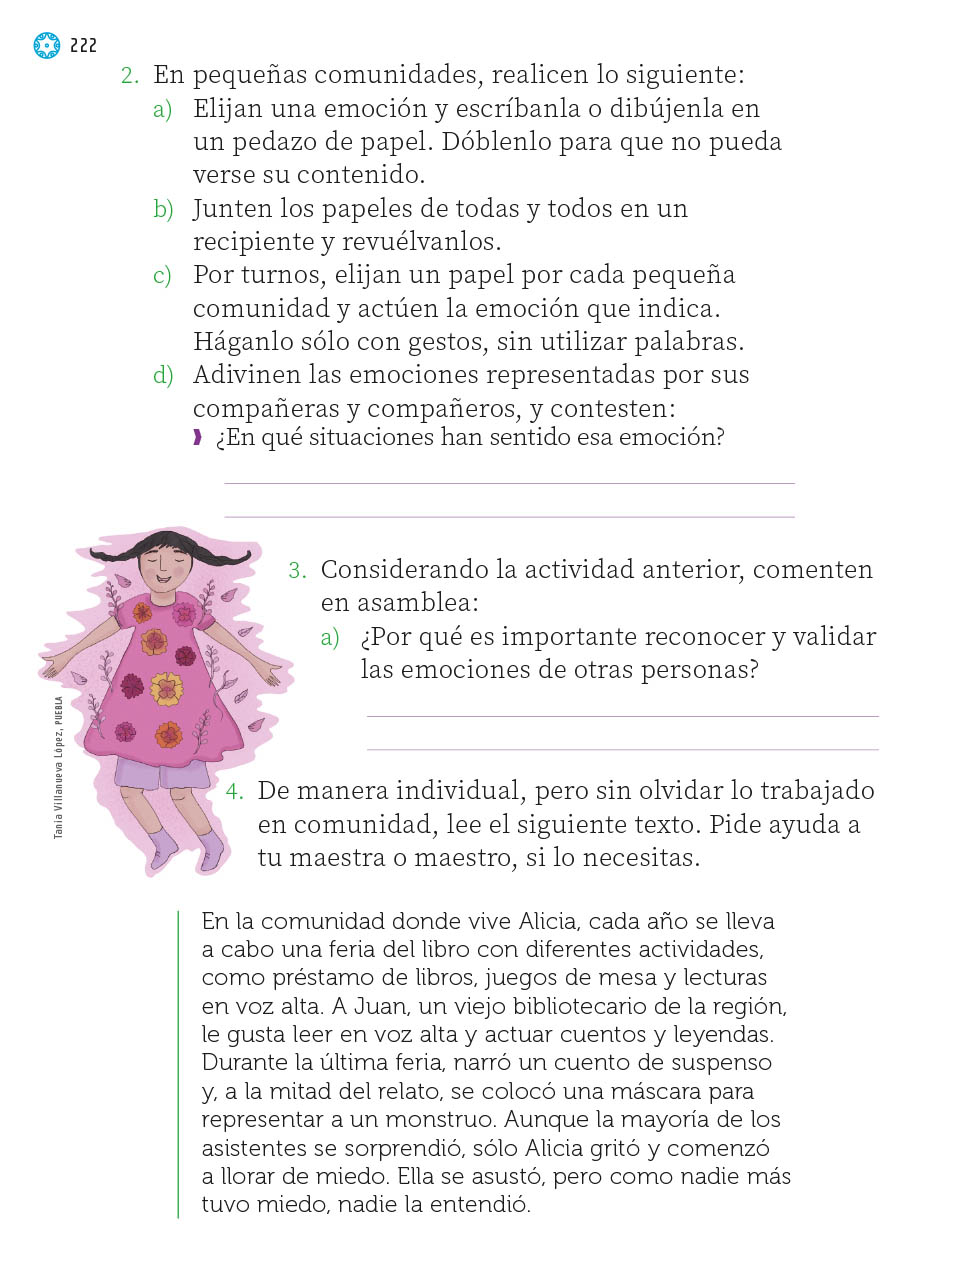 222
2. En pequeñas comunidades, realicen lo siguiente:
a) Elijan una emoción y escríbanla o dibújenla en
un pedazo de papel. Dóblenlo para que no pueda
verse su contenido.
b) Junten los papeles de todas y todos en un
recipiente y revuélvanlos.
c) Por turnos, elijan un papel por cada pequeña
comunidad y actúen la emoción que indica.
Háganlo sólo con gestos, sin utilizar palabras.
d) Adivinen las emociones representadas por sus
compañeras y compañeros, y contesten:
¿En qué situaciones han sentido esa emoción?
3. Considerando la actividad anterior, comenten
en asamblea:
a) ¿Por qué es importante reconocer y validar
las emociones de otras personas?
Tania Villanueva López, PUEBLA
4. De manera individual, pero sin olvidar lo trabajado
en comunidad, lee el siguiente texto. Pide ayuda a
tu maestra o maestro, si lo necesitas.
En la comunidad donde vive Alicia, cada año se lleva
a cabo una feria del libro con diferentes actividades,
como préstamo de libros, juegos de mesa y lecturas
en voz alta. A Juan, un viejo bibliotecario de la región,
le gusta leer en voz alta y actuar cuentos y leyendas.
Durante la última feria, narró un cuento de suspenso
y, a la mitad del relato, se colocó una máscara para
representar a un monstruo. Aunque la mayoría de los
asistentes se sorprendió, sólo Alicia gritó y comenzó
a llorar de miedo. Ella se asustó, pero como nadie más
tuvo miedo, nadie la entendió.